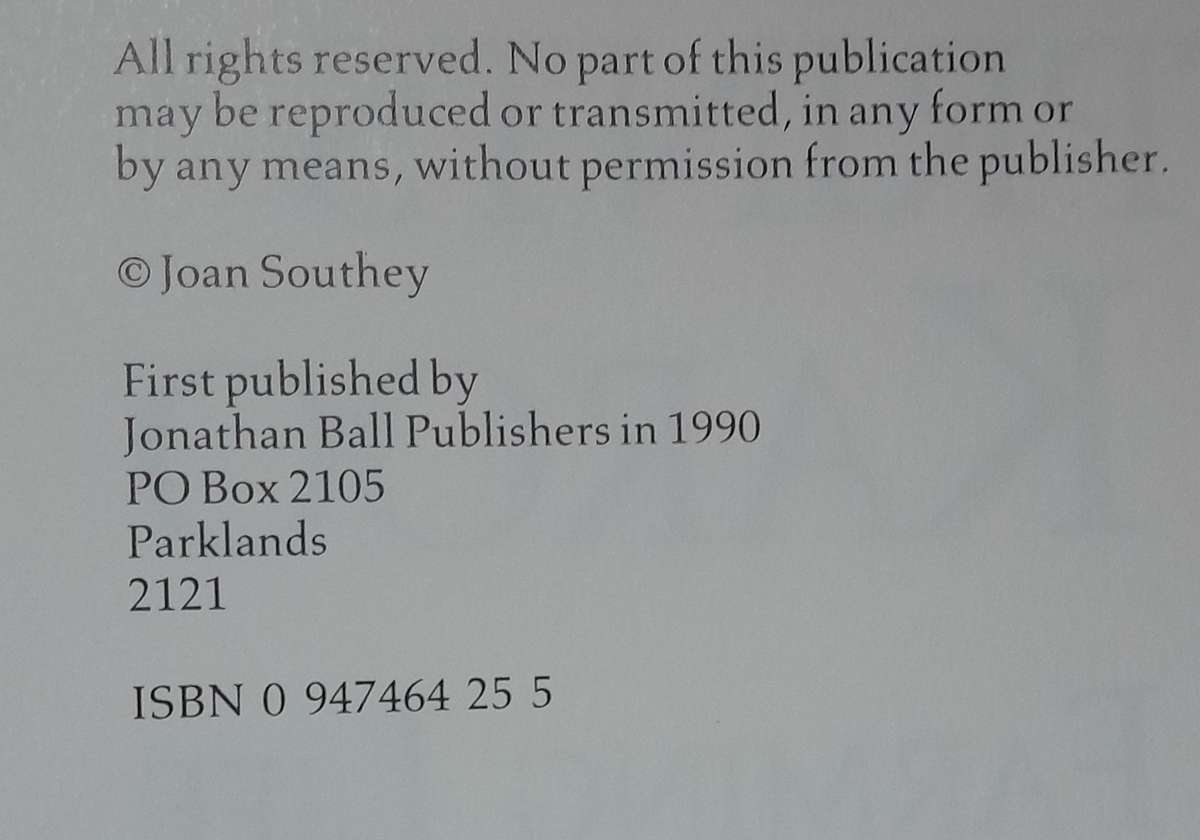 All rights reserved. No part of this publication
may be reproduced or transmitted, in any form or
by any means, without permission from the publisher.
© Joan Southey
First published by
Jonathan Ball Publishers in 1990
PO Box 2105
Parklands
2121
ISBN 0 947464 25 5